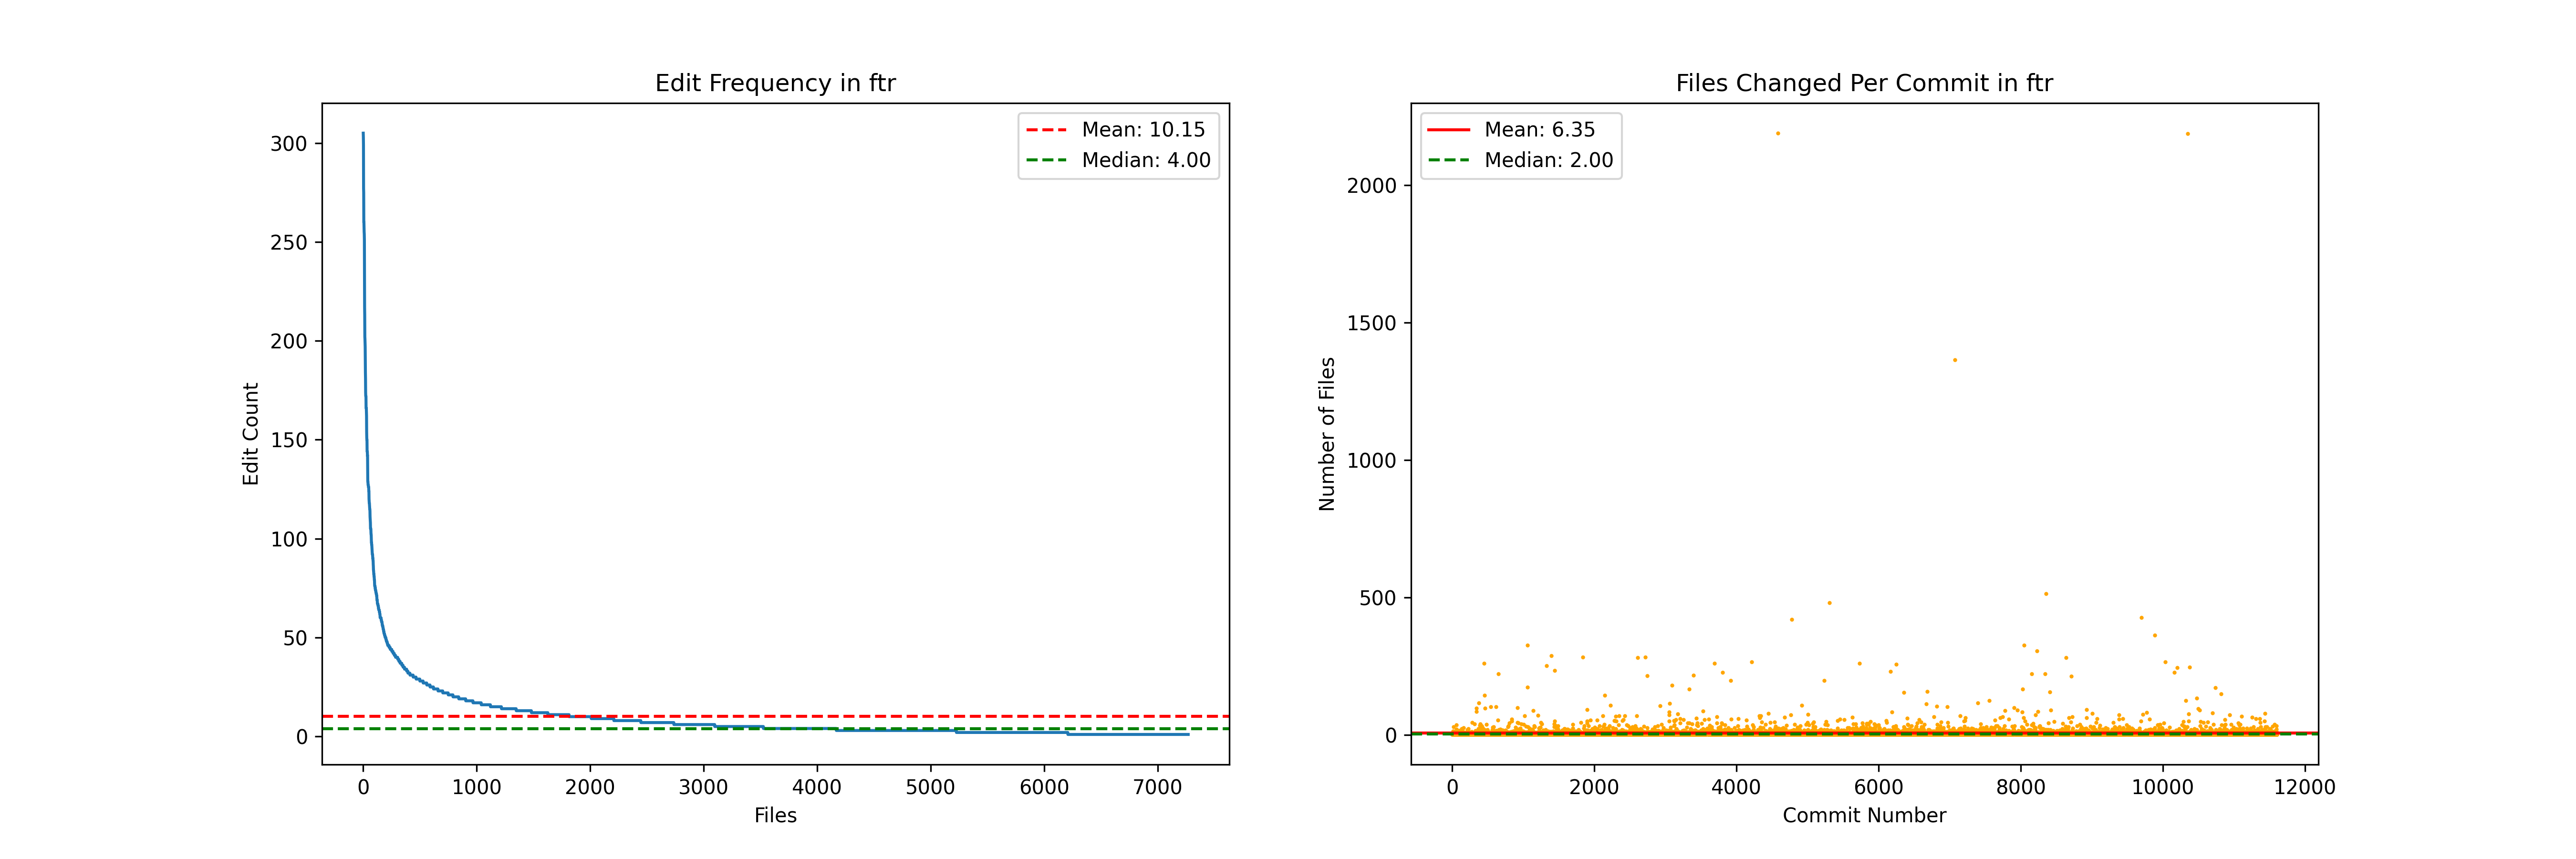 Edit Frequency in ftr
Mean: 10.15
Median: 4.00
300
250
200
150
100
50
0
Edit Count
0 1000 2000 3000 4000 5000 6000 7000
Files
Files Changed Per Commit in ftr
Mean: 6.35
Median: 2.00
2000
1500
1000
500
0
Number of Files
0 2000 4000 6000 8000 10000 12000
Commit Number